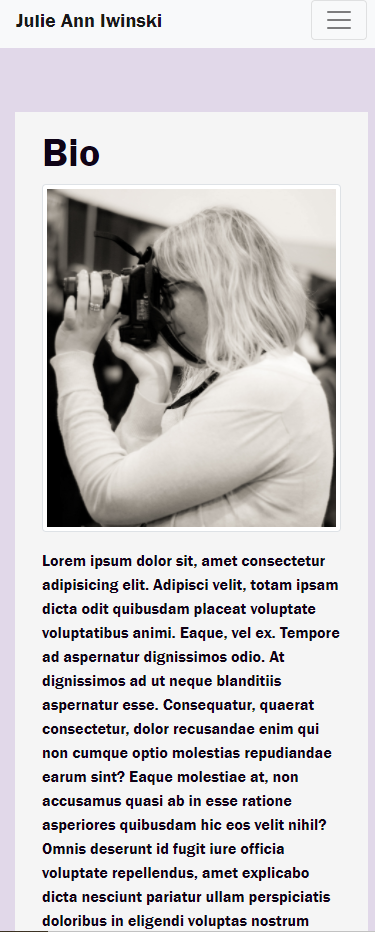 Julie Ann Iwinski
Bio
Lorem ipsum dolor sit, amet consectetur
adipisicing elit. Adipisci velit, totam ipsam
dicta odit quibusdam placeat voluptate
voluptatibus animi. Eaque, vel ex. Tempore
ad aspernatur dignissimos odio. At
dignissimos ad ut neque blanditiis
aspernatur esse. Consequatur, quaerat
consectetur, dolor recusandae enim qui
non cumque optio molestias repudiandae
earum sint? Eaque molestiae at, non
accusamus quasi ab in esse ratione
asperiores quibusdam hic eos velit nihil?
Omnis deserunt id fugit iure officia
voluptate repellendus, amet explicabo
dicta nesciunt pariatur ullam perspiciatis
doloribus in eligendi voluptas nostrum